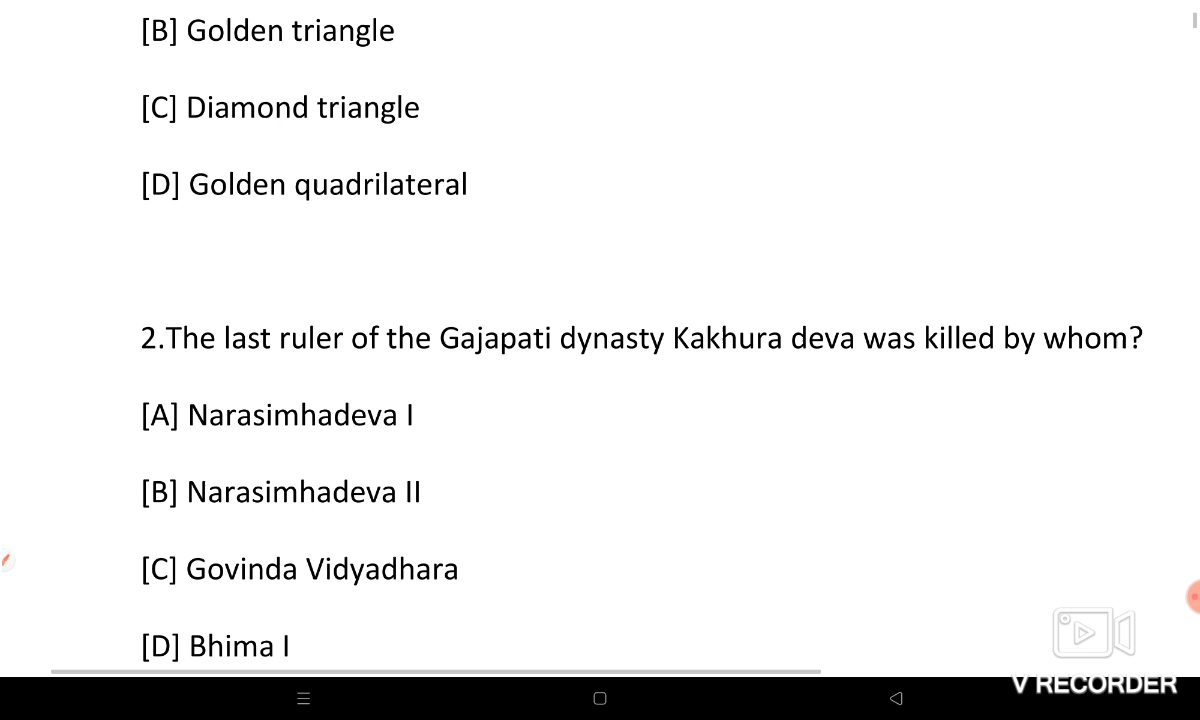 [B] Golden triangle
[C] Diamond triangle
[D] Golden quadrilateral
2.The last ruler of the Gajapati dynasty Kakhura deva was killed by whom?
[A] Narasimhadeva I
[B] Narasimhadeva II
[C] Govinda Vidyadhara
[D] Bhima I
V RECORDER